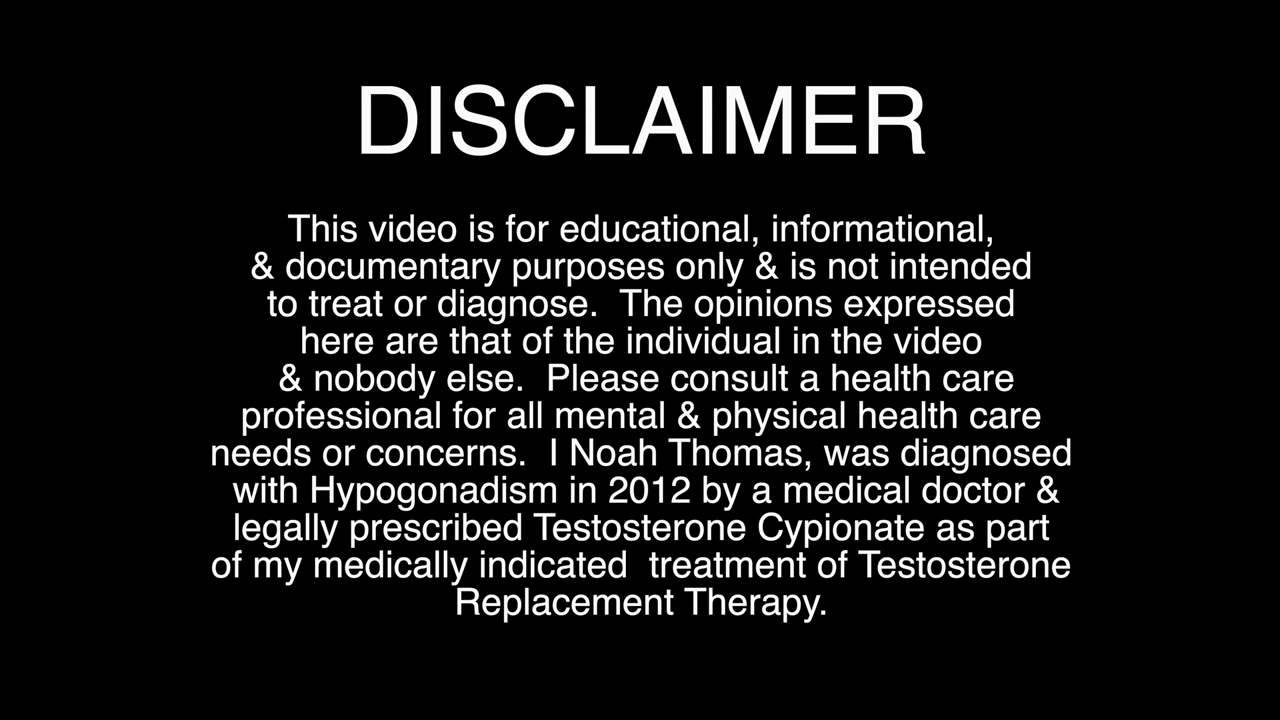 DISCLAIMER
This video is for educational, informational,
& documentary purposes only & is not intended
to treat or diagnose.  The opinions expressed
here are that of the individual in the video
& nobody else.  Please consult a health care
professional for all mental & physical health care
needs or concerns.  I Noah Thomas, was diagnosed
with Hypogonadism in 2012 by a medical doctor &
legally prescribed Testosterone Cypionate as part
of my medically indicated  treatment of Testosterone
Replacement Therapy.